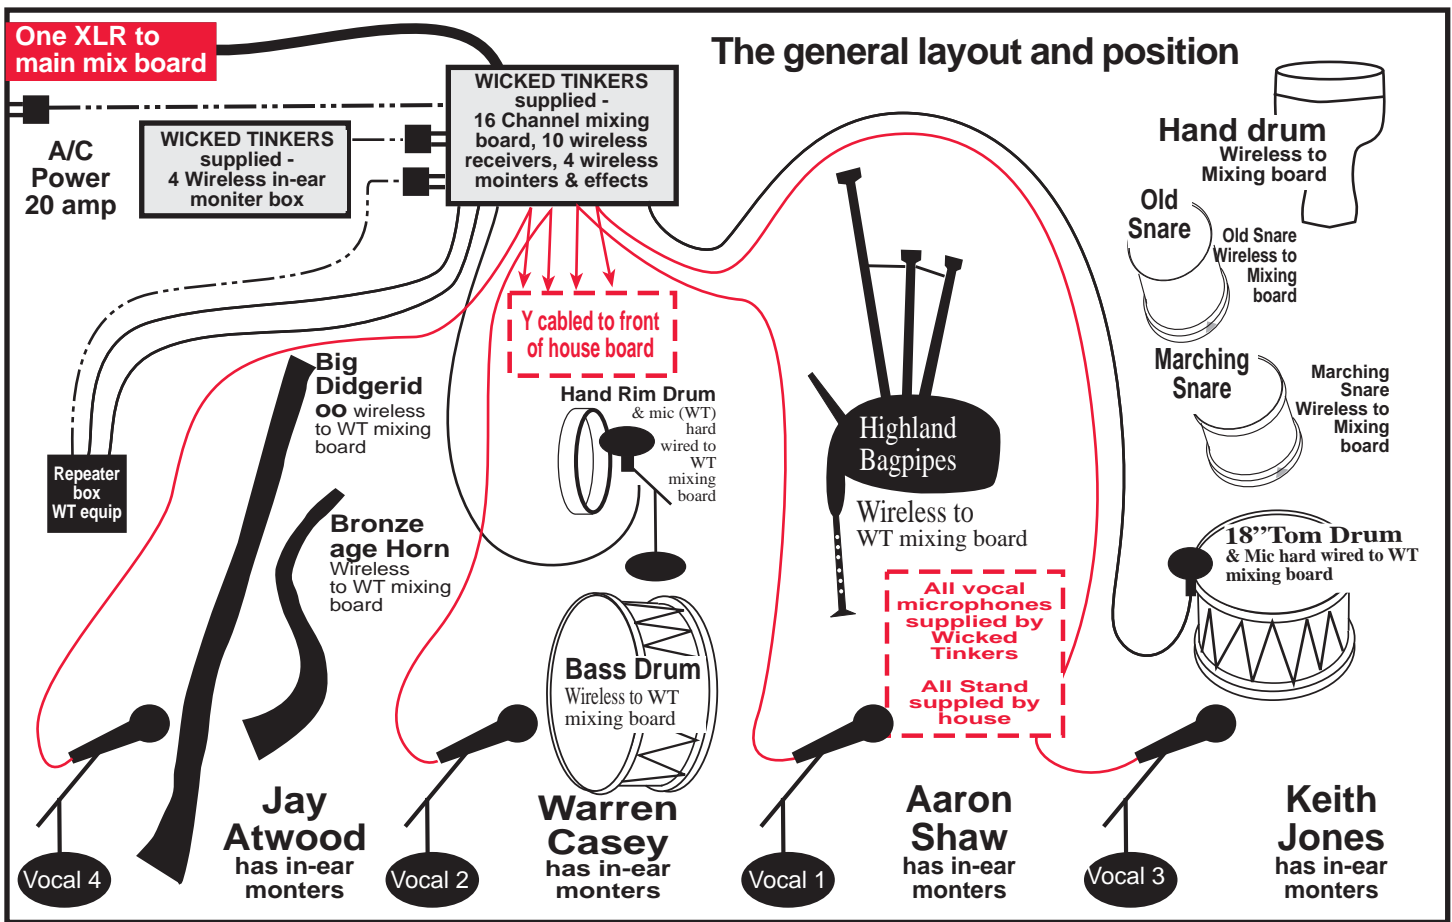 One XLR to
main mix board
The general layout and position
A/C
Power
20 amp
WICKED TINKERS
supplied -
4 Wireless in-ear
moniter box
WICKED TINKERS
supplied -
16 Channel mixing
board, 10 wireless
receivers, 4 wireless
mointers & effects
Hand drum
Wireless to
Mixing board
Old
Snare
Old Snare
Wireless to
Mixing
board
Y cabled to front
of house board
Big
Didgerid
oo wireless
to WT mixing
board
Hand Rim Drum
& mic (WT)
hard
wired to
WT
mixing
board
Highland
Bagpipes
Wireless to
WT mixing board
Marching
Snare
Marching
Snare
Wireless to
Mixing
board
Repeater
box
WT equip
Bronze
age Horn
Wireless
to WT mixing
board
18”Tom Drum
& Mic hard wired to WT
mixing board
All vocal
microphones
supplied by
Wicked
Tinkers
All Stand
suppled by
house
Bass Drum
Wireless to WT
mixing board
Vocal 4
Jay
Atwood
has in-ear
monters
Vocal 2
Warren
Casey
has in-ear
monters
Vocal 1
Aaron
Shaw
has in-ear
monters
Vocal 3
Keith
Jones
has in-ear
monters